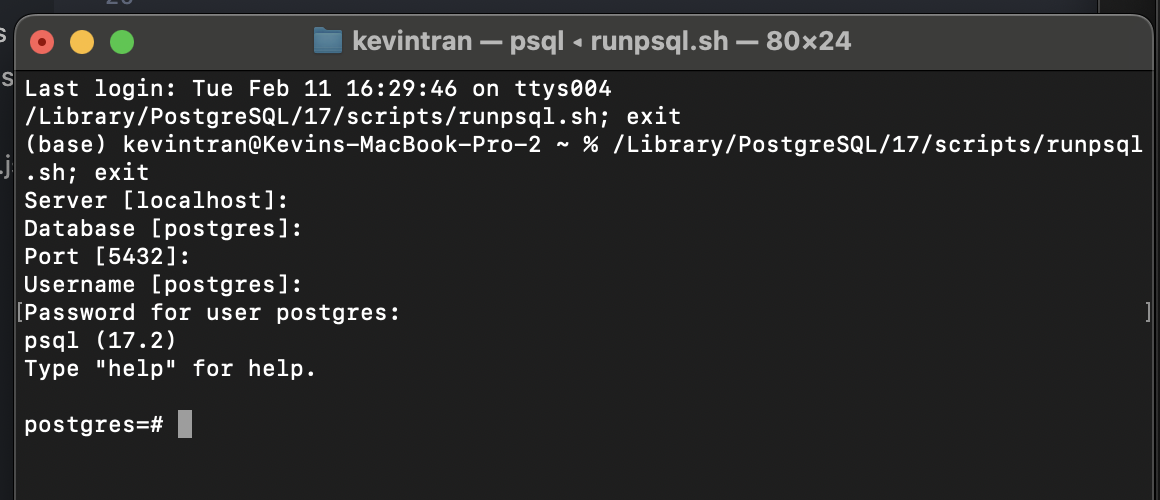 kevintran — psql ◂ runpsql.sh — 80×24
Last login: Tue Feb 11 16:29:46 on ttys004
/Library/PostgreSQL/17/scripts/runpsql.sh; exit
(base) kevintran@Kevins-MacBook-Pro-2 ~ % /Library/PostgreSQL/17/scripts/runpsql
.sh; exit
Server [localhost]:
Database [postgres]:
Port [5432]:
Username [postgres]:
[Password for user postgres: ]
psql (17.2)
Type "help" for help.
postgres=#